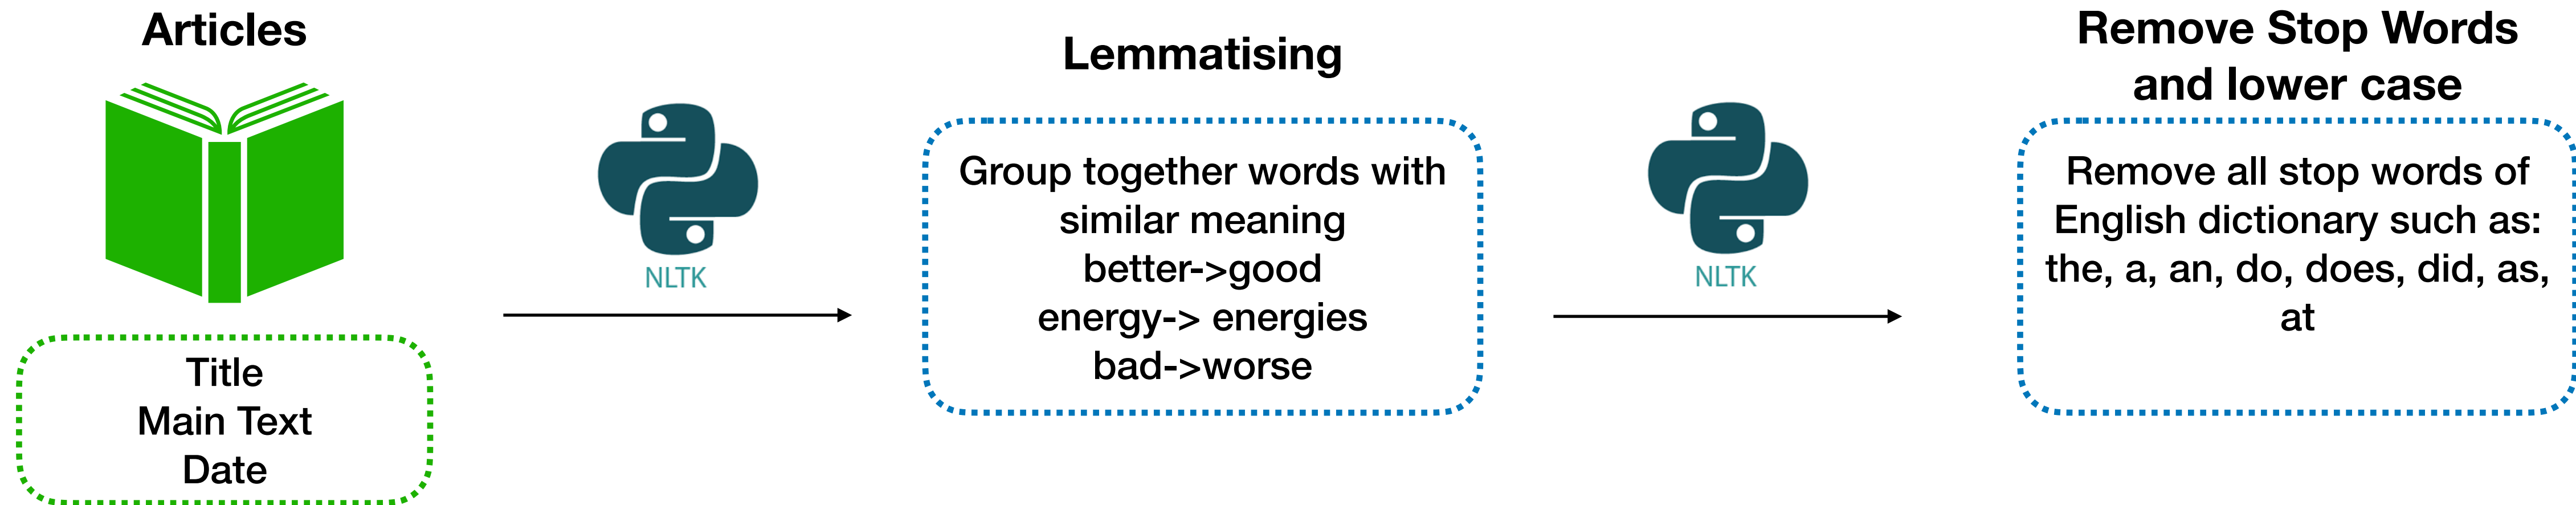 Articles
Title
Main Text
Date
NLTK
Lemmatising
Group together words with
similar meaning
better->good
energy-> energies
bad->worse
NLTK
Remove Stop Words
and lower case
Remove all stop words of
English dictionary such as:
the, a, an, do, does, did, as,
at